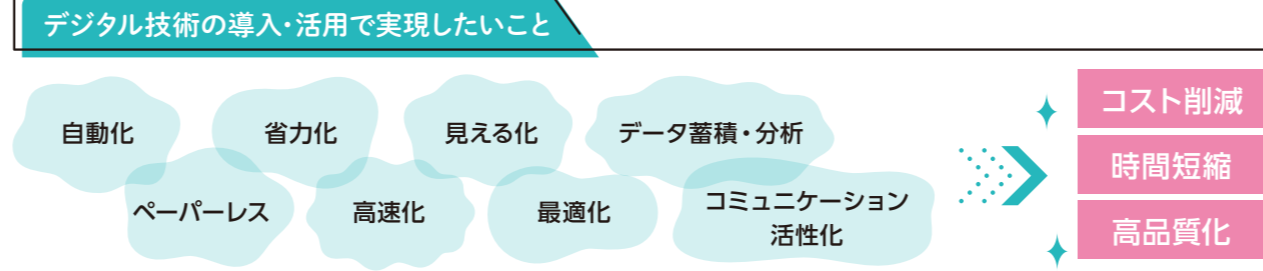 デジタル技術の導入・活用で実現したいこと
自動化
省力化
見える化
データ蓄積・分析
ペーパーレス
高速化
最適化
コミュニケーション
活性化
コスト削減
時間短縮
高品質化